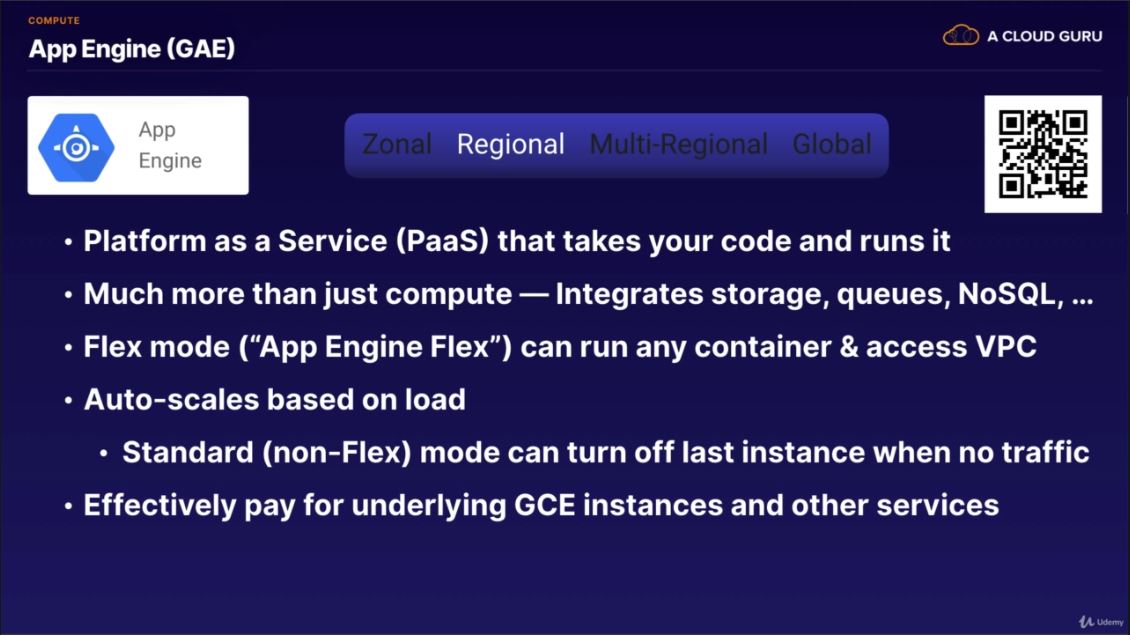 COMPUTE
App Engine (GAE)
A CLOUD GURU
App
Engine
Zonal Regional Multi-Regional Global
• Platform as a Service (PaaS) that takes your code and runs it
• Much more than just compute — Integrates storage, queues, NoSQL, ...
• Flex mode (“App Engine Flex”) can run any container & access VPC
• Auto-scales based on load
• Standard (non-Flex) mode can turn off last instance when no traffic
• Effectively pay for underlying GCE instances and other services
Udemy